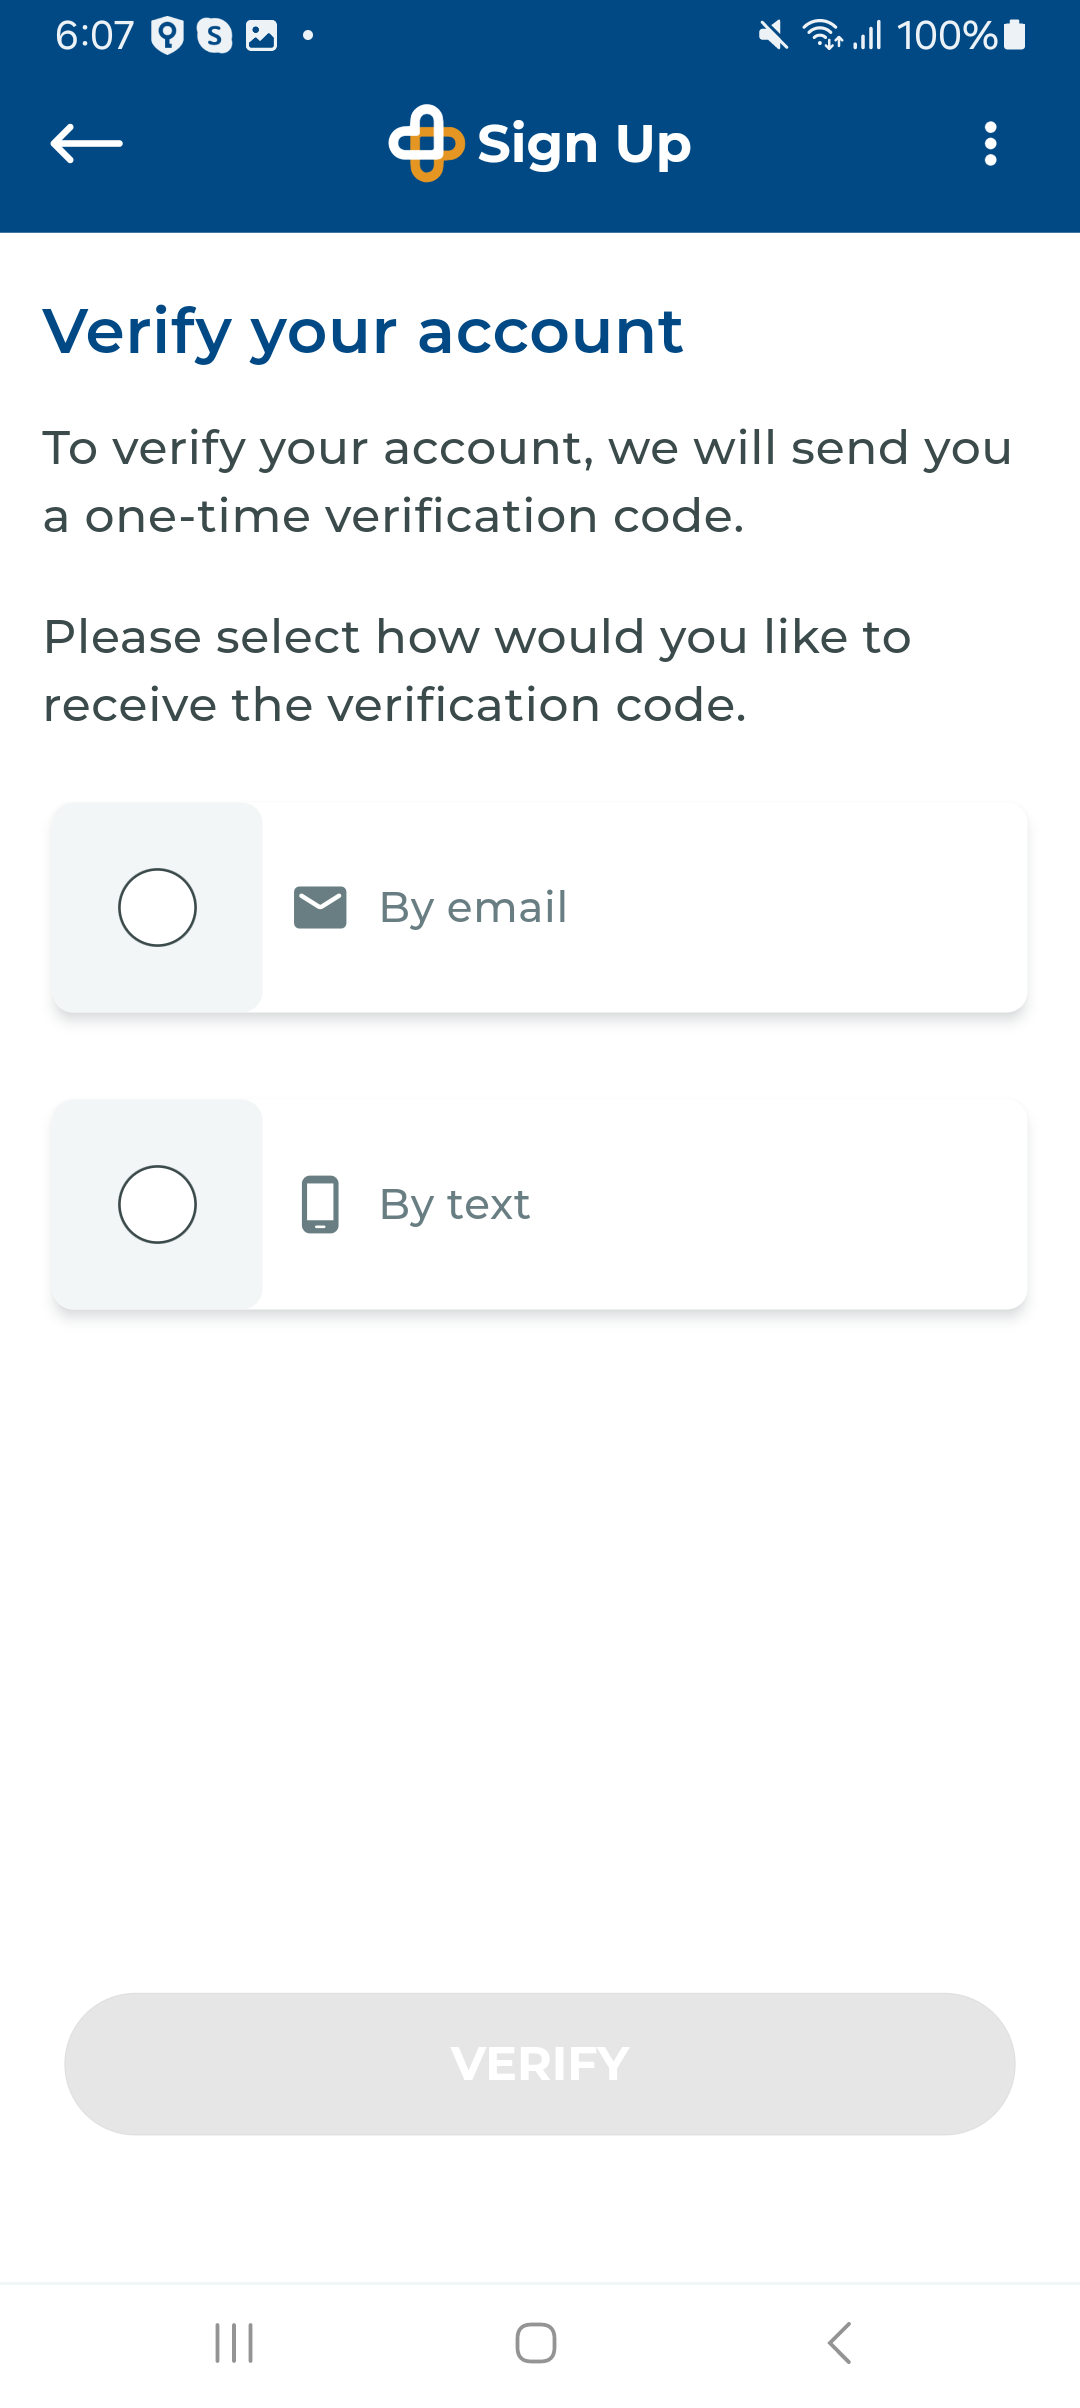 6:07
100%
Sign Up
Verify your account
To verify your account, we will send you
a one-time verification code.
Please select how would you like to
receive the verification code.
By email
By text
VERIFY